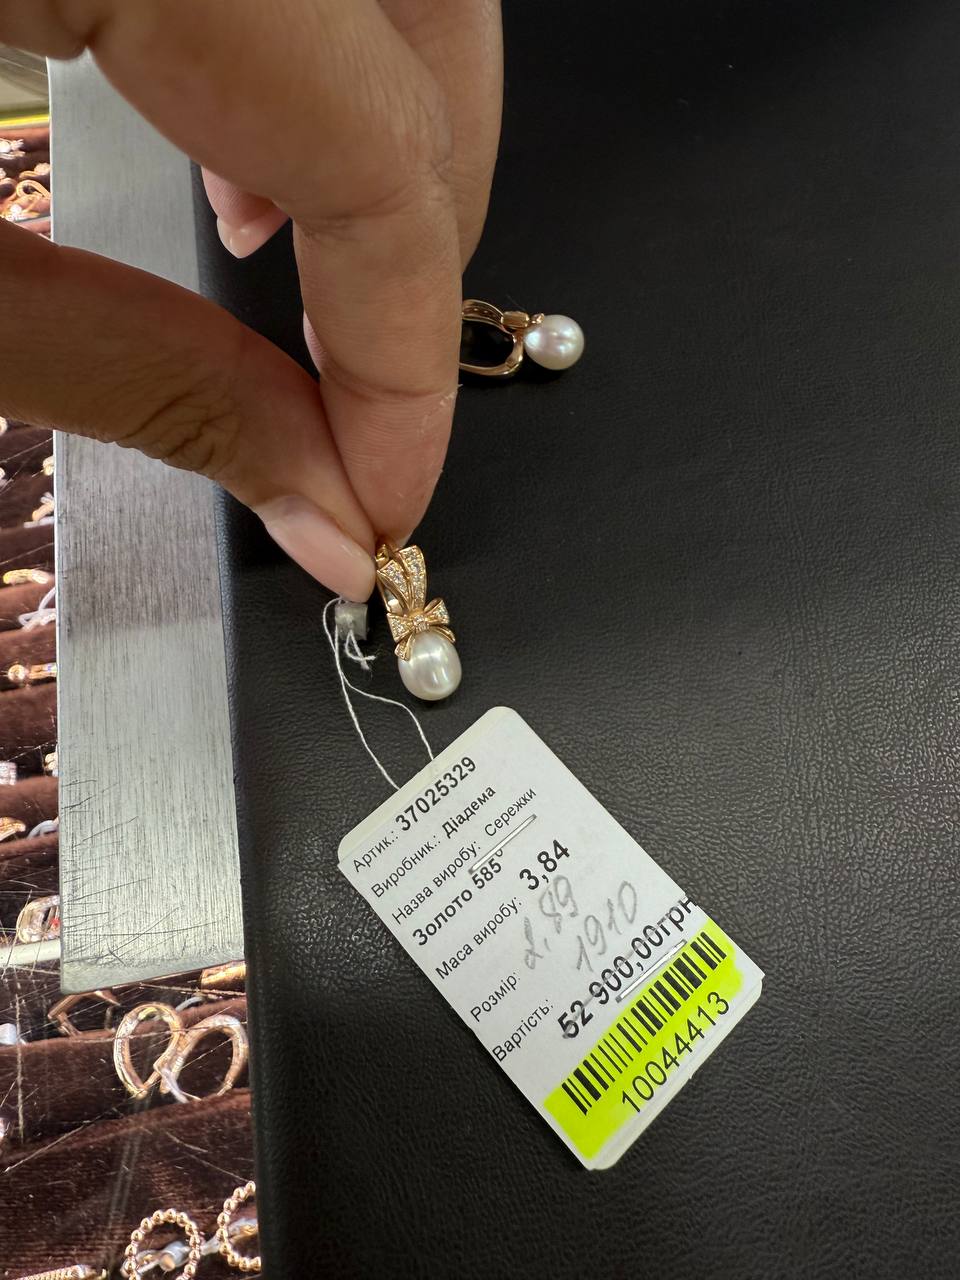 Артик.: 37025329
Виробник.: Діадема
Назва виробу: Сережки
Золото 585°
Маса виробу: 3,84
Розмір: 2,89
1910
Вартість: 52 900,00грн
10044413